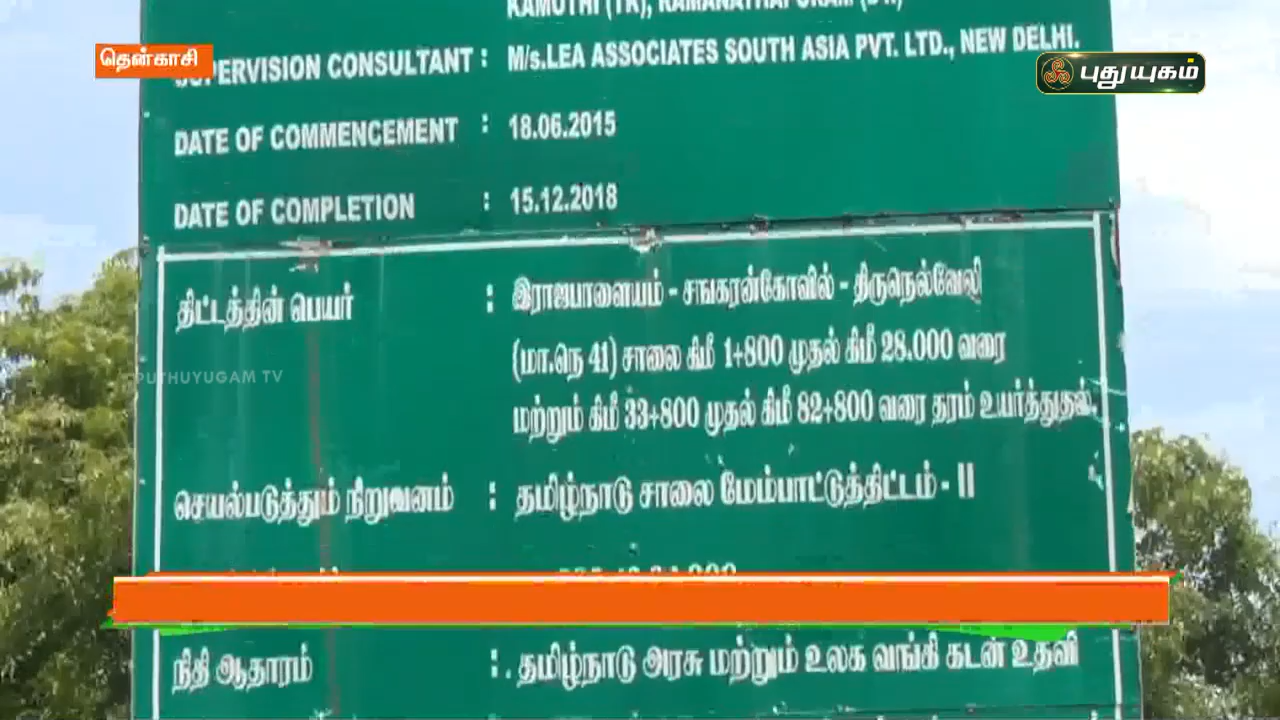 KAMUTHI (TK), RAMANATHAPURAM (DT)
தென்காசி
SUPERVISION CONSULTANT : M/s.LEA ASSOCIATES SOUTH ASIA PVT. LTD., NEW DELHI.
புதுயுகம்
DATE OF COMMENCEMENT : 18.06.2015
DATE OF COMPLETION : 15.12.2018
திட்டத்தின் பெயர் : இராஜபாளையம் - சங்கரன்கோவில் - திருநெல்வேலி
(மா.நெ 41) சாலை கிமீ 1+800 முதல் கிமீ 28.000 வரை
PUTHUYUGAM TV
மற்றும் கிமீ 33+800 முதல் கிமீ 82+800 வரை தரம் உயர்த்துதல்.
செயல்படுத்தும் நிறுவனம் : தமிழ்நாடு சாலை மேம்பாட்டுத்திட்டம் - II
நிதி ஆதாரம் : தமிழ்நாடு அரசு மற்றும் உலக வங்கி கடன் உதவி